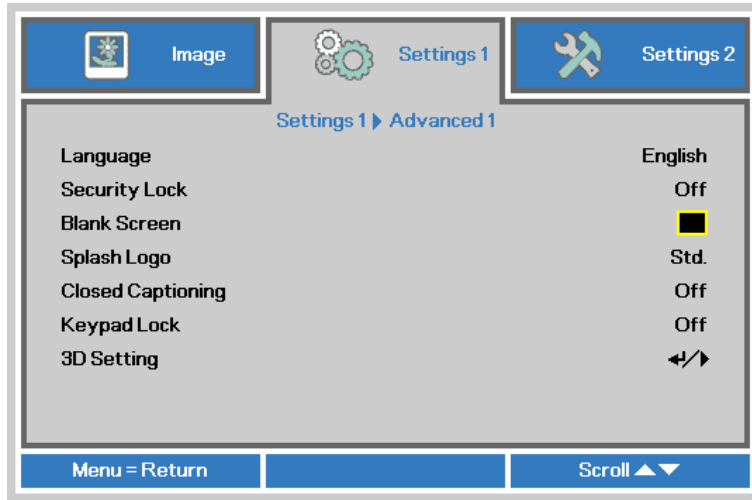 Image
Settings 1
Settings 2
Settings 1 ▶ Advanced 1
Language English
Security Lock Off
Blank Screen
Splash Logo Std.
Closed Captioning Off
Keypad Lock Off
3D Setting ↵/▶
Menu = Return
Scroll ▲▼